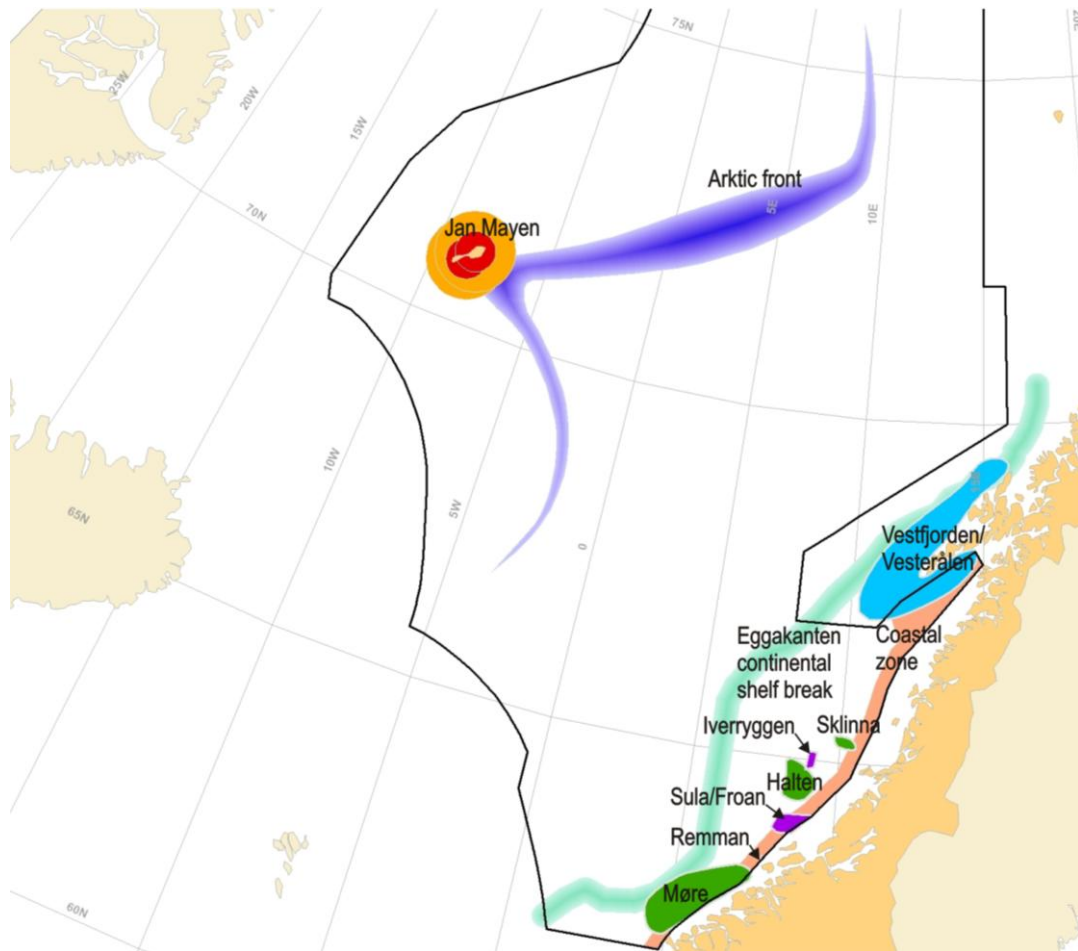 75N
20E
25W
20W
15W
Arktic front
5E
10E
70N
Jan Mayen
10W
5W
0
65N
Vestfjorden/
Vesterålen
Eggakanten
continental
shelf break
Coastal
zone
Iverryggen
Sklinna
Halten
Sula/Froan
Remman
Møre
60N